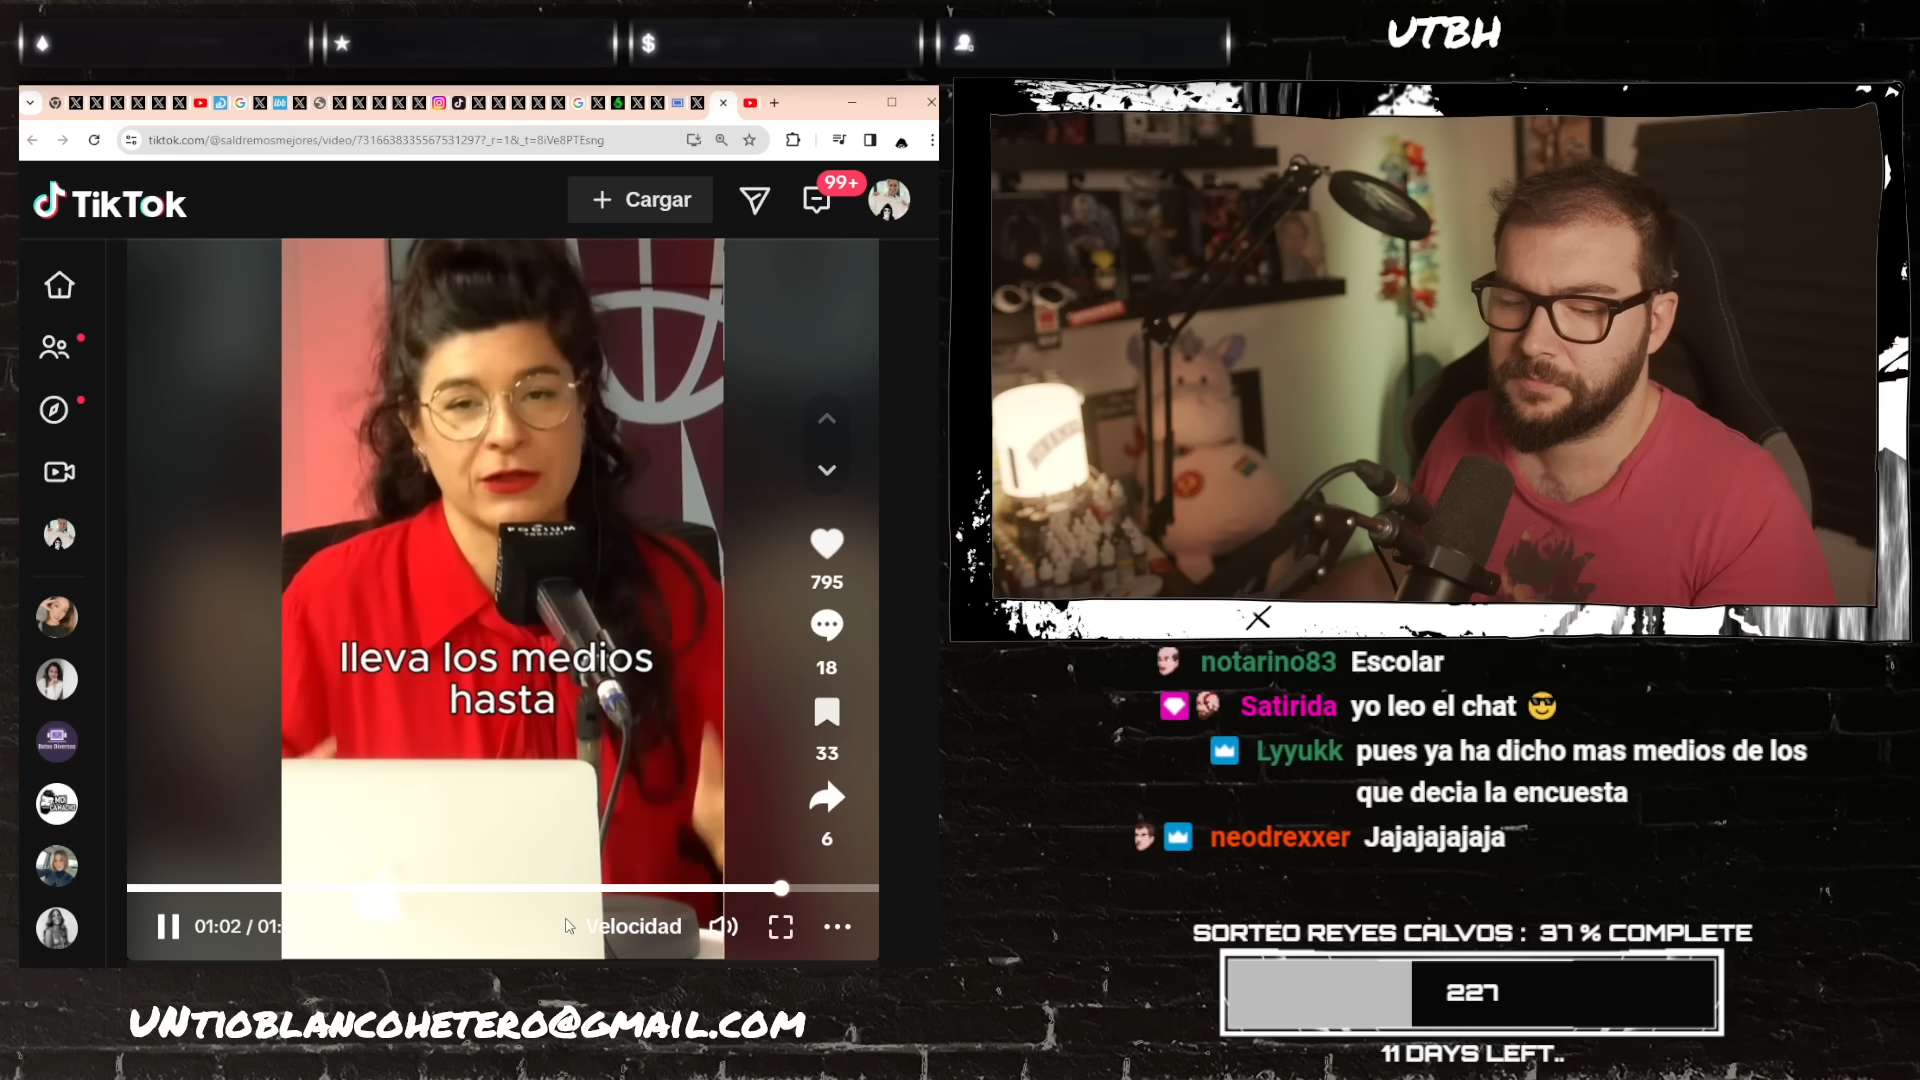 UTBH
tiktok.com/@saldremosmejores/video/7316638335567531297?_r=1&_t=8iVe8PTEsng
TikTok
+ Cargar
99+
PODIUM
PODCAST
lleva los medios
hasta
795
18
33
6
01:02 / 01:
Velocidad
notarino83 Escolar
Satirida yo leo el chat 😎
Lyyukk pues ya ha dicho mas medios de los
que decia la encuesta
neodrexxer Jajajajajaja
SORTEO REYES CALVOS : 37 % COMPLETE
227
11 DAYS LEFT..
UNTIOBLANCOHETERO@GMAIL.COM